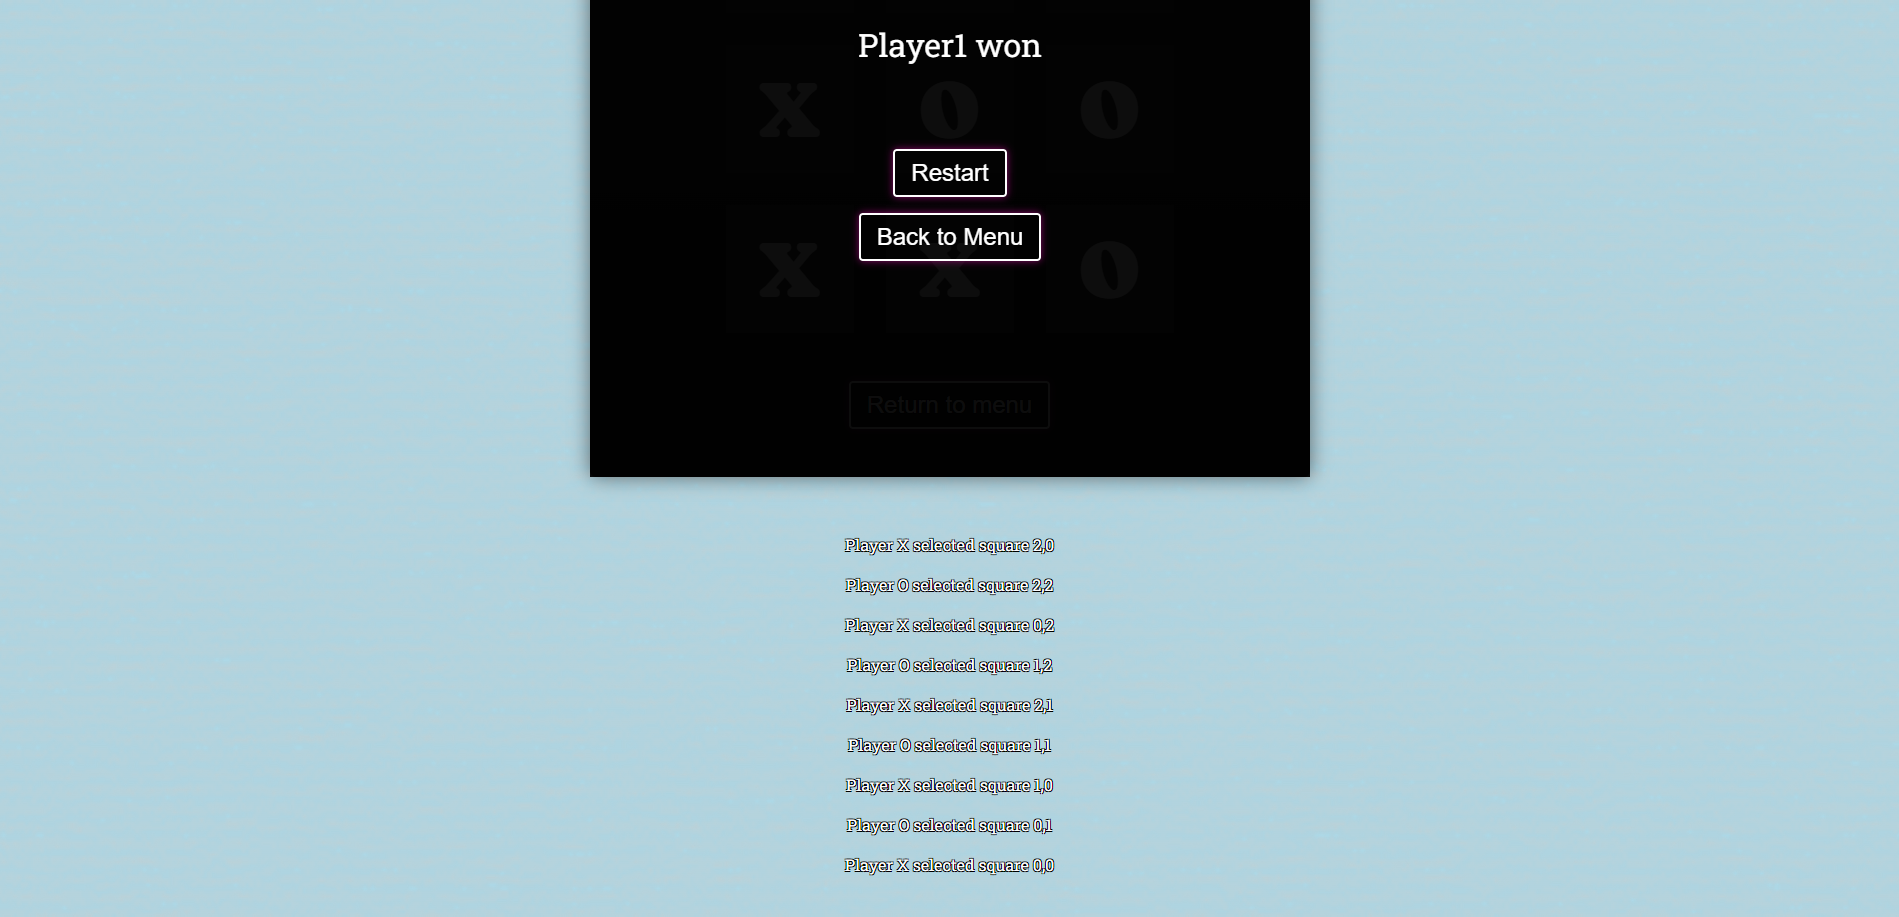 Player1 won
X O O
Restart
Back to Menu
X X O
Return to menu
Player X selected square 2,0
Player O selected square 2,2
Player X selected square 0,2
Player O selected square 1,2
Player X selected square 2,1
Player O selected square 1,1
Player X selected square 1,0
Player O selected square 0,1
Player X selected square 0,0